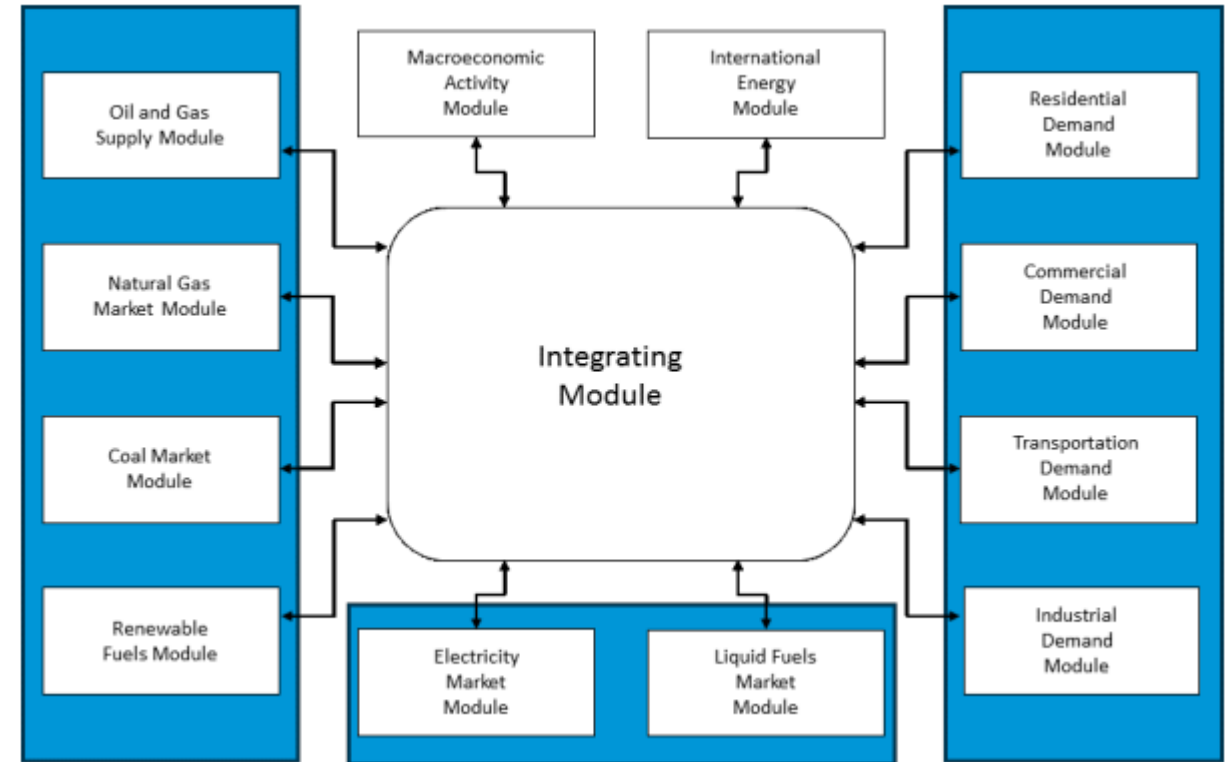 Macroeconomic
Activity
Module
International
Energy
Module
Oil and Gas
Supply Module
Natural Gas
Market Module
Coal Market
Module
Renewable
Fuels Module
Integrating
Module
Residential
Demand
Module
Commercial
Demand
Module
Transportation
Demand
Module
Industrial
Demand
Module
Electricity
Market
Module
Liquid Fuels
Market
Module